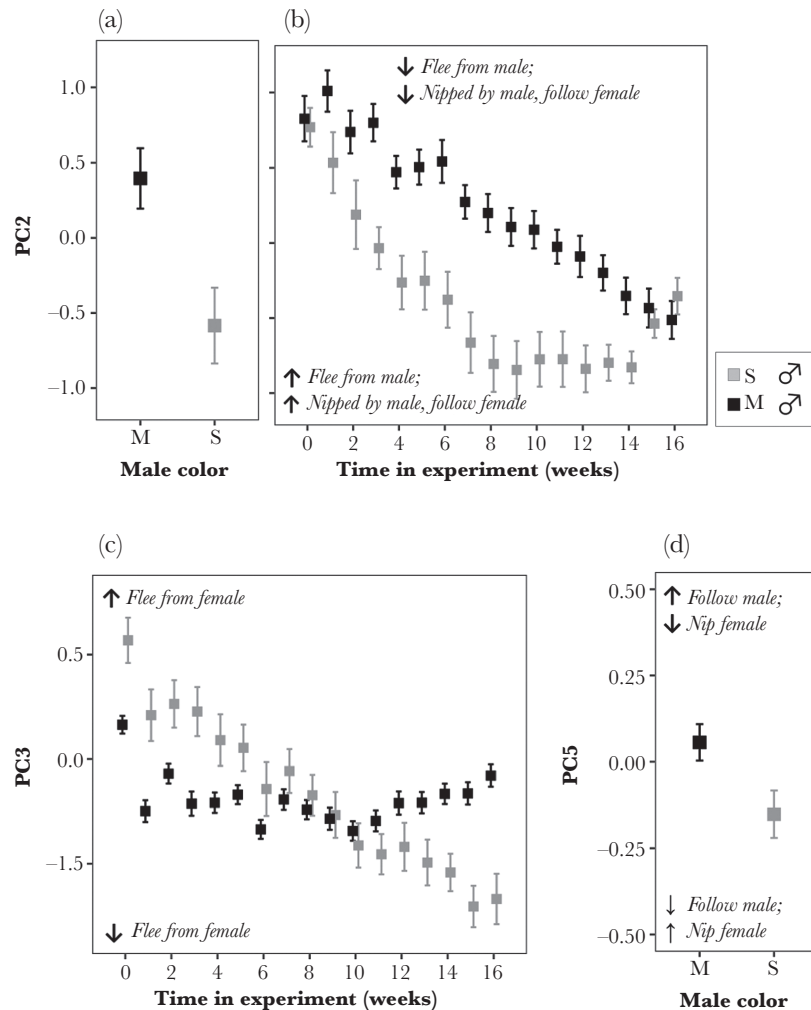 (a)
PC2
1.0
0.5
0.0
−0.5
−1.0
M S
Male color
(b)
↓ Flee from male;
↓ Nipped by male, follow female
↑ Flee from male;
↑ Nipped by male, follow female
0 2 4 6 8 10 12 14 16
Time in experiment (weeks)
S ♂
M ♂
(c)
PC3
↑ Flee from female
0.5
0.0
−1.5
↓ Flee from female
0 2 4 6 8 10 12 14 16
Time in experiment (weeks)
(d)
PC5
0.50
0.25
0.00
−0.25
−0.50
↑ Follow male;
↓ Nip female
↓ Follow male;
↑ Nip female
M S
Male color